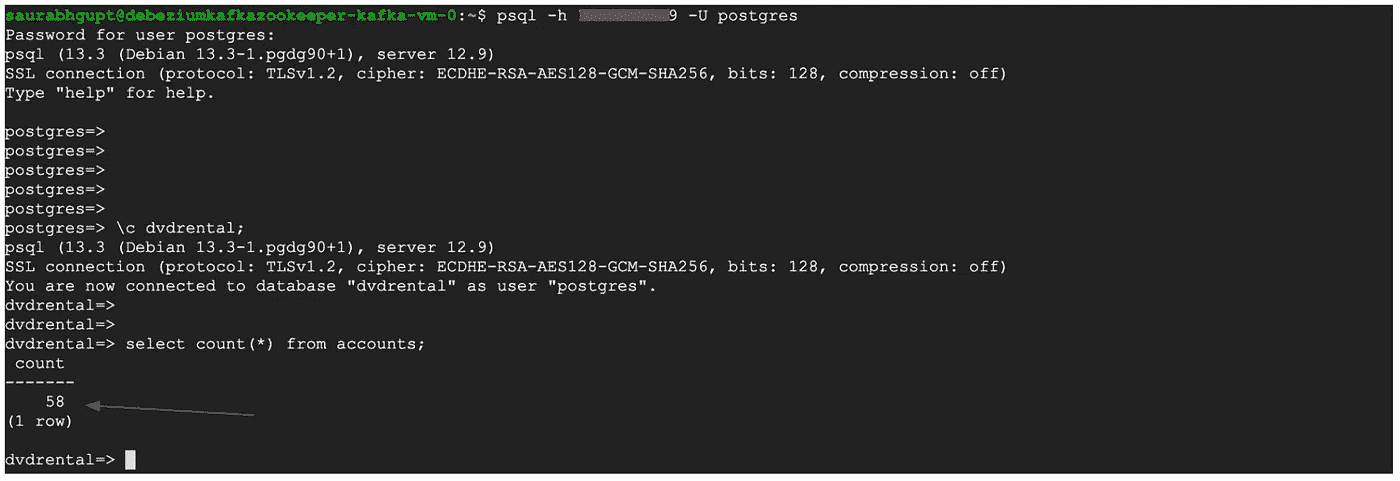 saurabhgupt@debeziumkafkazookeeper-kafka-vm-0:~$ psql -h 9 -U postgres
Password for user postgres:
psql (13.3 (Debian 13.3-1.pgdg90+1), server 12.9)
SSL connection (protocol: TLSv1.2, cipher: ECDHE-RSA-AES128-GCM-SHA256, bits: 128, compression: off)
Type "help" for help.
postgres=>
postgres=>
postgres=>
postgres=>
postgres=>
postgres=> \c dvdrental;
psql (13.3 (Debian 13.3-1.pgdg90+1), server 12.9)
SSL connection (protocol: TLSv1.2, cipher: ECDHE-RSA-AES128-GCM-SHA256, bits: 128, compression: off)
You are now connected to database "dvdrental" as user "postgres".
dvdrental=>
dvdrental=>
dvdrental=> select count(*) from accounts;
count
-------
58
(1 row)
dvdrental=>